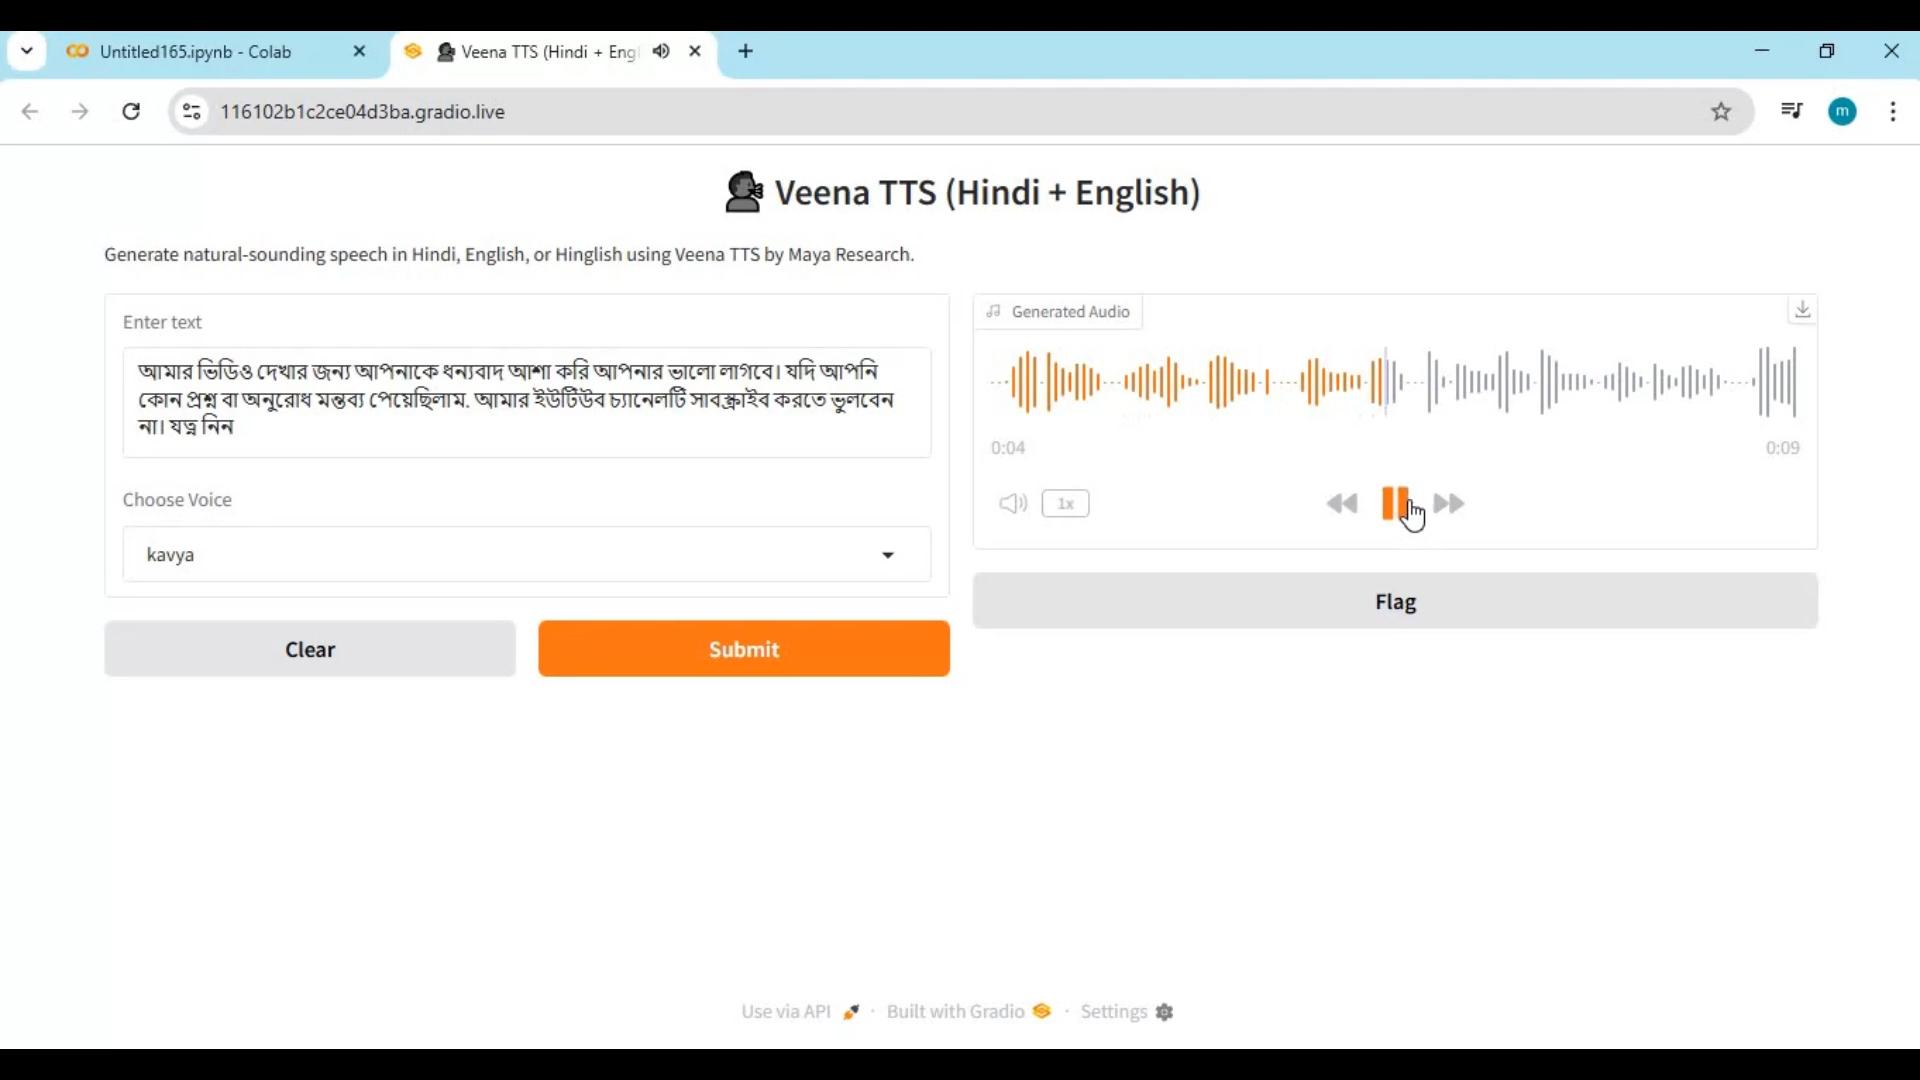 Untitled165.ipynb - Colab
Veena TTS (Hindi + Eng
116102b1c2ce04d3ba.gradio.live
m
Veena TTS (Hindi + English)
Generate natural-sounding speech in Hindi, English, or Hinglish using Veena TTS by Maya Research.
Enter text
আমার ভিডিও দেখার জন্য আপনাকে ধন্যবাদ আশা করি আপনার ভালো লাগবে। যদি আপনি
কোন প্রশ্ন বা অনুরোধ মন্তব্য পেয়েছিলাম. আমার ইউটিউব চ্যানেলটি সাবস্ক্রাইব করতে ভুলবেন
না। যত্ন নিন
Choose Voice
kavya
Clear
Submit
Generated Audio
0:04
0:09
1x
Flag
Use via API · Built with Gradio · Settings